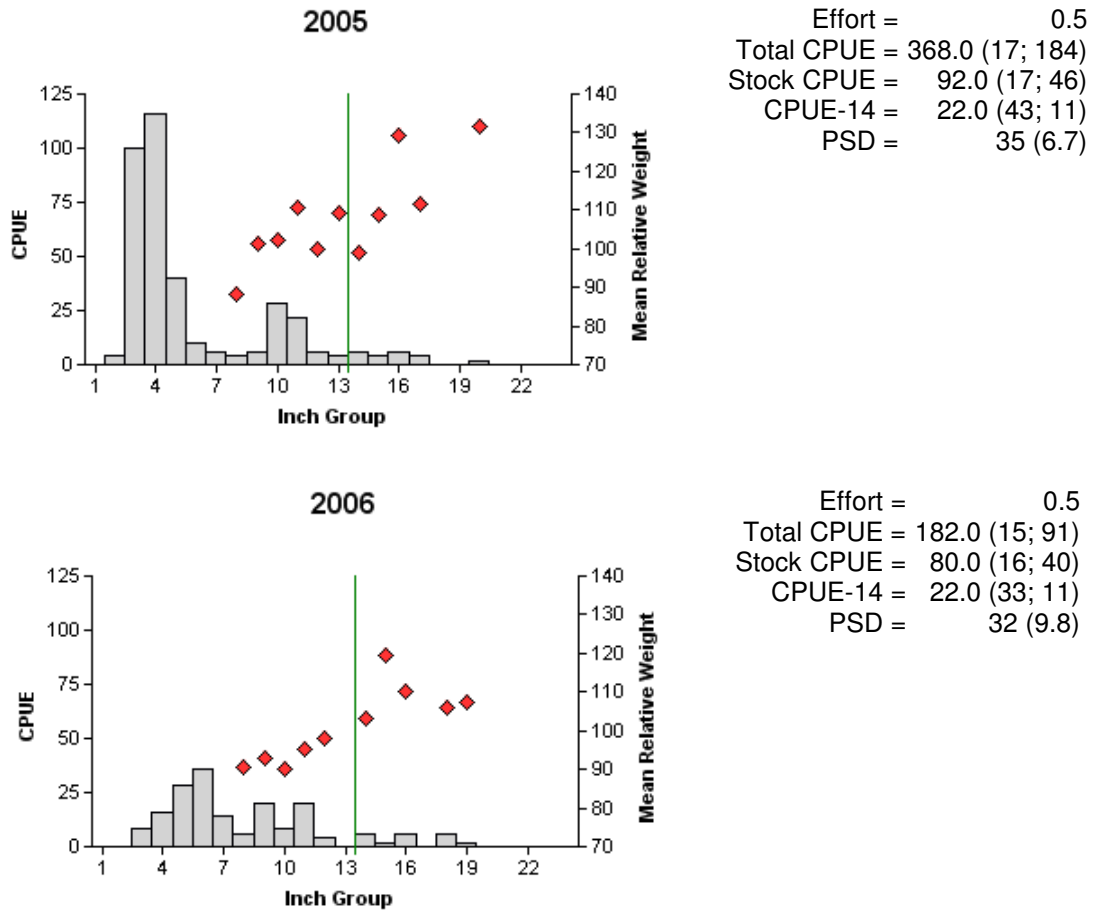 2005
Effort = 0.5
Total CPUE = 368.0 (17; 184)
Stock CPUE = 92.0 (17; 46)
CPUE-14 = 22.0 (43; 11)
PSD = 35 (6.7)
125
100
75
50
25
0
CPUE
140
130
120
110
100
90
80
70
Mean Relative Weight
1 4 7 10 13 16 19 22
Inch Group
2006
Effort = 0.5
Total CPUE = 182.0 (15; 91)
Stock CPUE = 80.0 (16; 40)
CPUE-14 = 22.0 (33; 11)
PSD = 32 (9.8)
125
100
75
50
25
0
CPUE
140
130
120
110
100
90
80
70
Mean Relative Weight
1 4 7 10 13 16 19 22
Inch Group